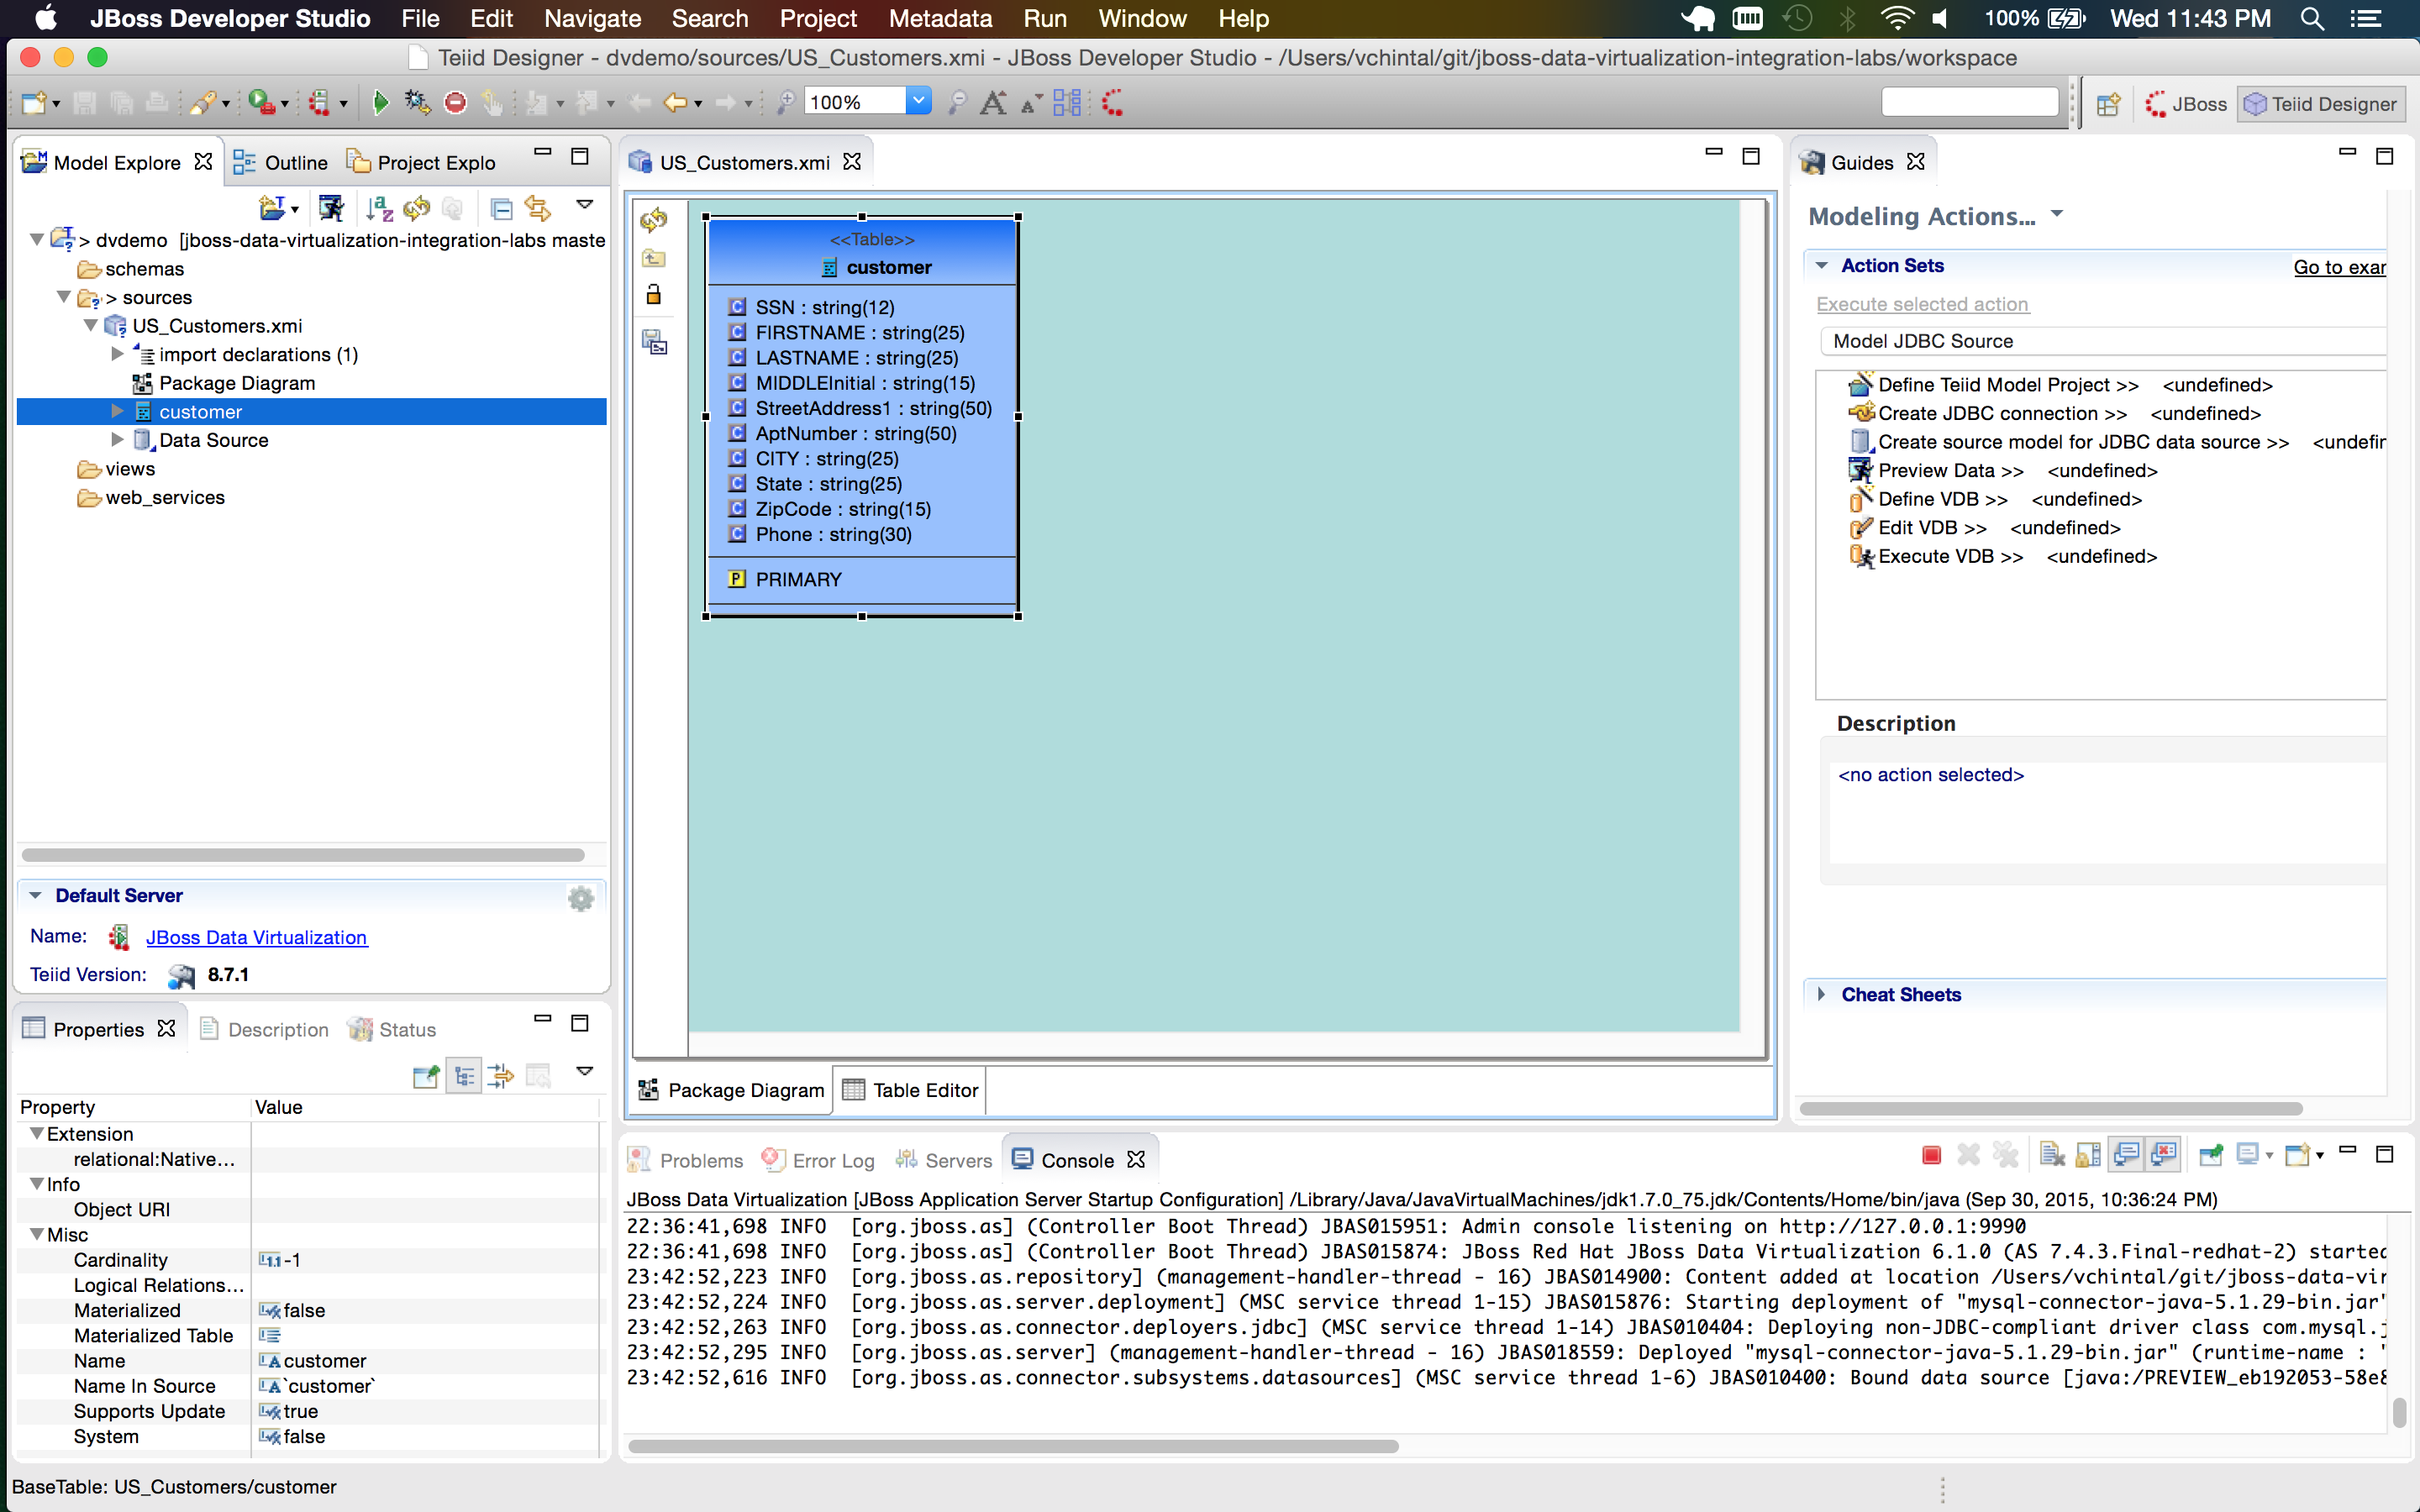 JBoss Developer Studio File Edit Navigate Search Project Metadata Run Window Help 100% Wed 11:43 PM
Teiid Designer - dvdemo/sources/US_Customers.xmi - JBoss Developer Studio - /Users/vchintal/git/jboss-data-virtualization-integration-labs/workspace
100% JBoss Teiid Designer
Model Explore Outline Project Explo
> dvdemo [jboss-data-virtualization-integration-labs maste
schemas
> sources
US_Customers.xmi
import declarations (1)
Package Diagram
customer
Data Source
views
web_services
Default Server
Name: JBoss Data Virtualization
Teiid Version: 8.7.1
Properties Description Status
Property Value
Extension
relational:Native...
Info
Object URI
Misc
Cardinality -1
Logical Relations...
Materialized false
Materialized Table
Name customer
Name In Source `customer`
Supports Update true
System false
BaseTable: US_Customers/customer
US_Customers.xmi
<<Table>>
customer
SSN : string(12)
FIRSTNAME : string(25)
LASTNAME : string(25)
MIDDLEInitial : string(15)
StreetAddress1 : string(50)
AptNumber : string(50)
CITY : string(25)
State : string(25)
ZipCode : string(15)
Phone : string(30)
PRIMARY
Package Diagram Table Editor
Guides
Modeling Actions...
Action Sets Go to exar
Execute selected action
Model JDBC Source
Define Teiid Model Project >> <undefined>
Create JDBC connection >> <undefined>
Create source model for JDBC data source >> <undefir
Preview Data >> <undefined>
Define VDB >> <undefined>
Edit VDB >> <undefined>
Execute VDB >> <undefined>
Description
<no action selected>
Cheat Sheets
Problems Error Log Servers Console
JBoss Data Virtualization [JBoss Application Server Startup Configuration] /Library/Java/JavaVirtualMachines/jdk1.7.0_75.jdk/Contents/Home/bin/java (Sep 30, 2015, 10:36:24 PM)
22:36:41,698 INFO [org.jboss.as] (Controller Boot Thread) JBAS015951: Admin console listening on http://127.0.0.1:9990
22:36:41,698 INFO [org.jboss.as] (Controller Boot Thread) JBAS015874: JBoss Red Hat JBoss Data Virtualization 6.1.0 (AS 7.4.3.Final-redhat-2) started
23:42:52,223 INFO [org.jboss.as.repository] (management-handler-thread - 16) JBAS014900: Content added at location /Users/vchintal/git/jboss-data-vir
23:42:52,224 INFO [org.jboss.as.server.deployment] (MSC service thread 1-15) JBAS015876: Starting deployment of "mysql-connector-java-5.1.29-bin.jar"
23:42:52,263 INFO [org.jboss.as.connector.deployers.jdbc] (MSC service thread 1-14) JBAS010404: Deploying non-JDBC-compliant driver class com.mysql.j
23:42:52,295 INFO [org.jboss.as.server] (management-handler-thread - 16) JBAS018559: Deployed "mysql-connector-java-5.1.29-bin.jar" (runtime-name : "
23:42:52,616 INFO [org.jboss.as.connector.subsystems.datasources] (MSC service thread 1-6) JBAS010400: Bound data source [java:/PREVIEW_eb192053-58e8